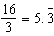 16/3 = 5.3̅